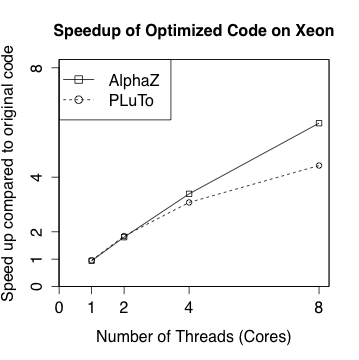 Speedup of Optimized Code on Xeon
Speed up compared to original code
8
4
2
1
0
AlphaZ
PLuTo
0 1 2 4 8
Number of Threads (Cores)